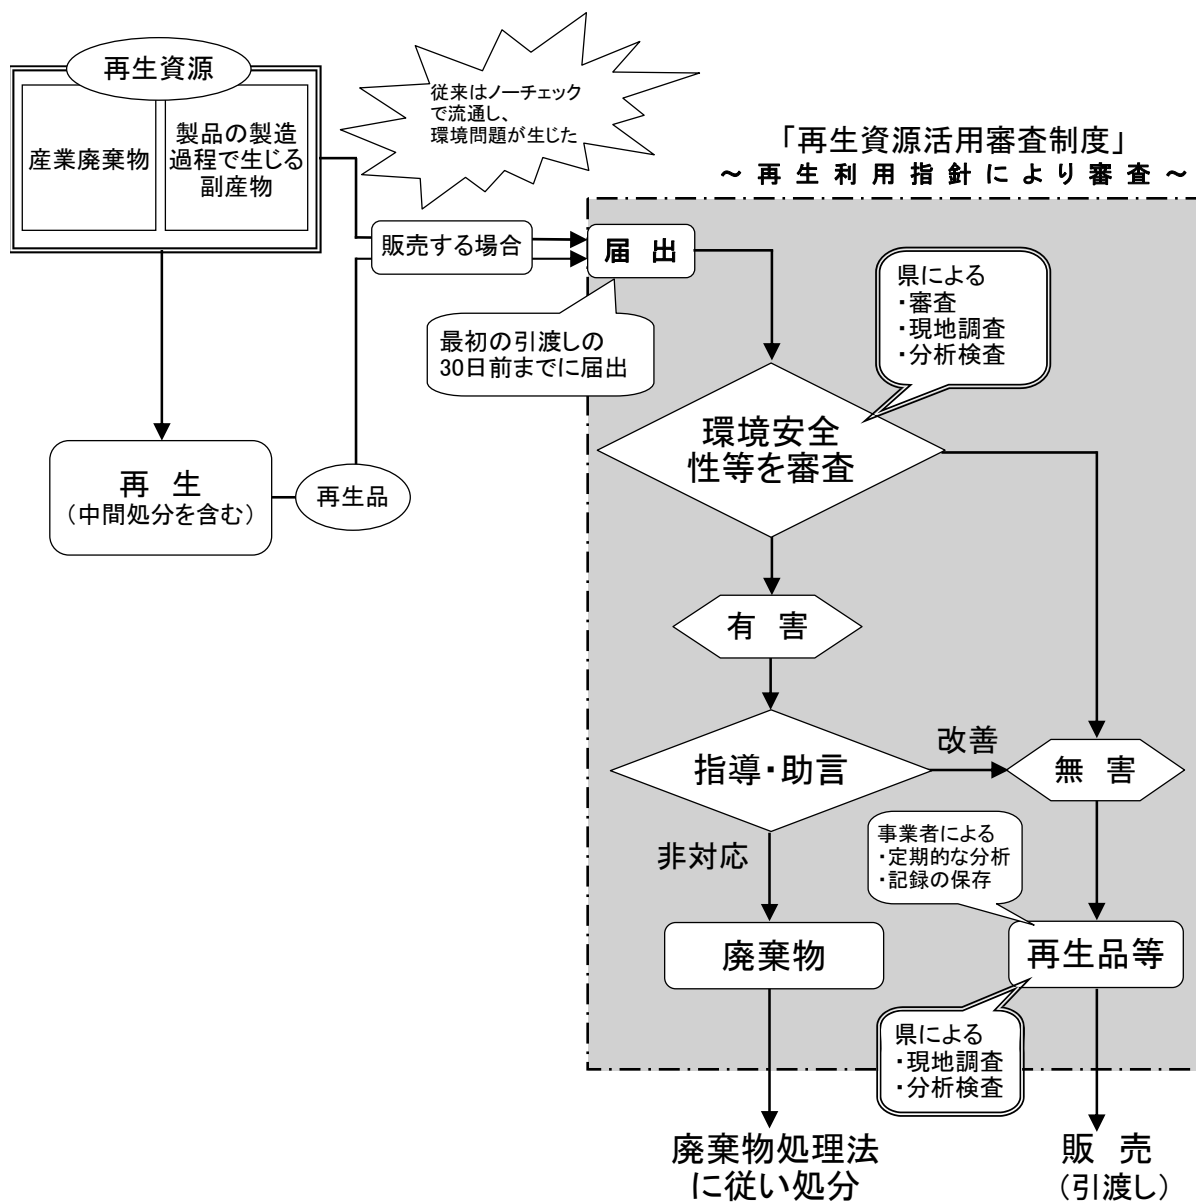 再生資源
産業廃棄物
製品の製造
過程で生じる
副産物
従来はノーチェック
で流通し、
環境問題が生じた
「再生資源活用審査制度」
～再生利用指針により審査～
販売する場合
届 出
最初の引渡しの
30日前までに届出
県による
・審査
・現地調査
・分析検査
環境安全
性等を審査
再 生
（中間処分を含む）
再生品
有 害
指導・助言
改善
無 害
非対応
事業者による
・定期的な分析
・記録の保存
廃棄物
再生品等
県による
・現地調査
・分析検査
廃棄物処理法
に従い処分
販 売
（引渡し）